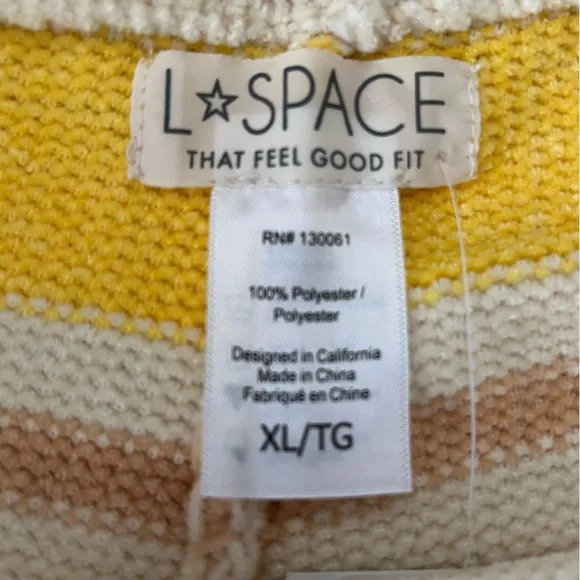 L☆SPACE
THAT FEEL GOOD FIT
RN# 130061
100% Polyester /
Polyester
Designed in California
Made in China
Fabriqué en Chine
XL/TG